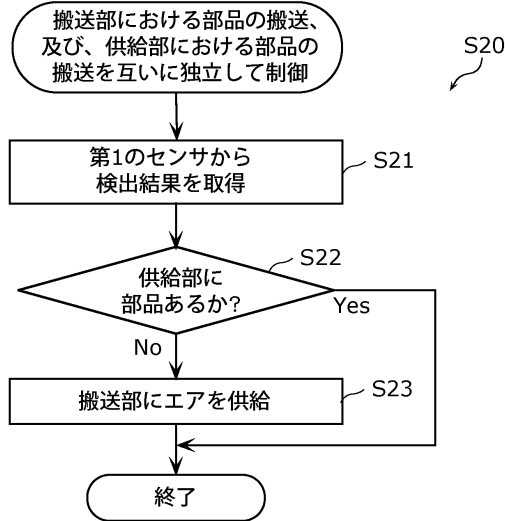 搬送部における部品の搬送、
及び、供給部における部品の
搬送を互いに独立して制御
S20
第1のセンサから
検出結果を取得
S21
S22
供給部に
部品あるか?
Yes
No
搬送部にエアを供給
S23
終了